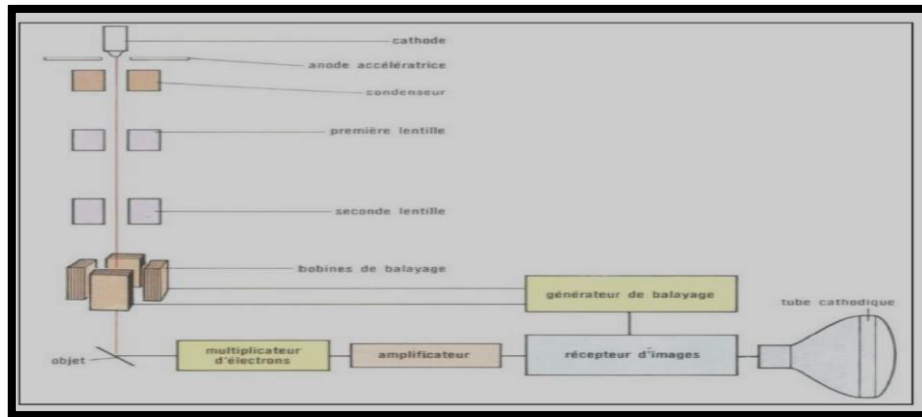 cathode
anode accélératrice
condenseur
première lentille
seconde lentille
bobines de balayage
générateur de balayage
tube cathodique
objet
multiplicateur
d'électrons
amplificateur
récepteur d'images